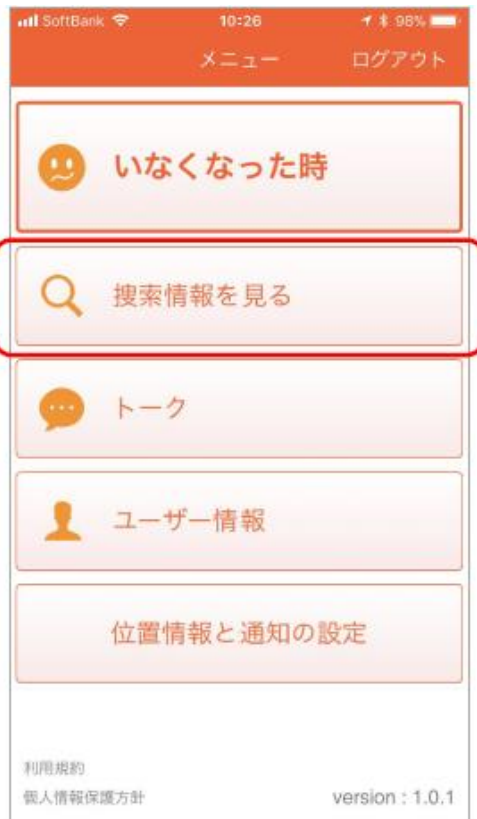 SoftBank 10:26 98%
メニュー ログアウト
いなくなった時
捜索情報を見る
トーク
ユーザー情報
位置情報と通知の設定
利用規約
個人情報保護方針 version : 1.0.1